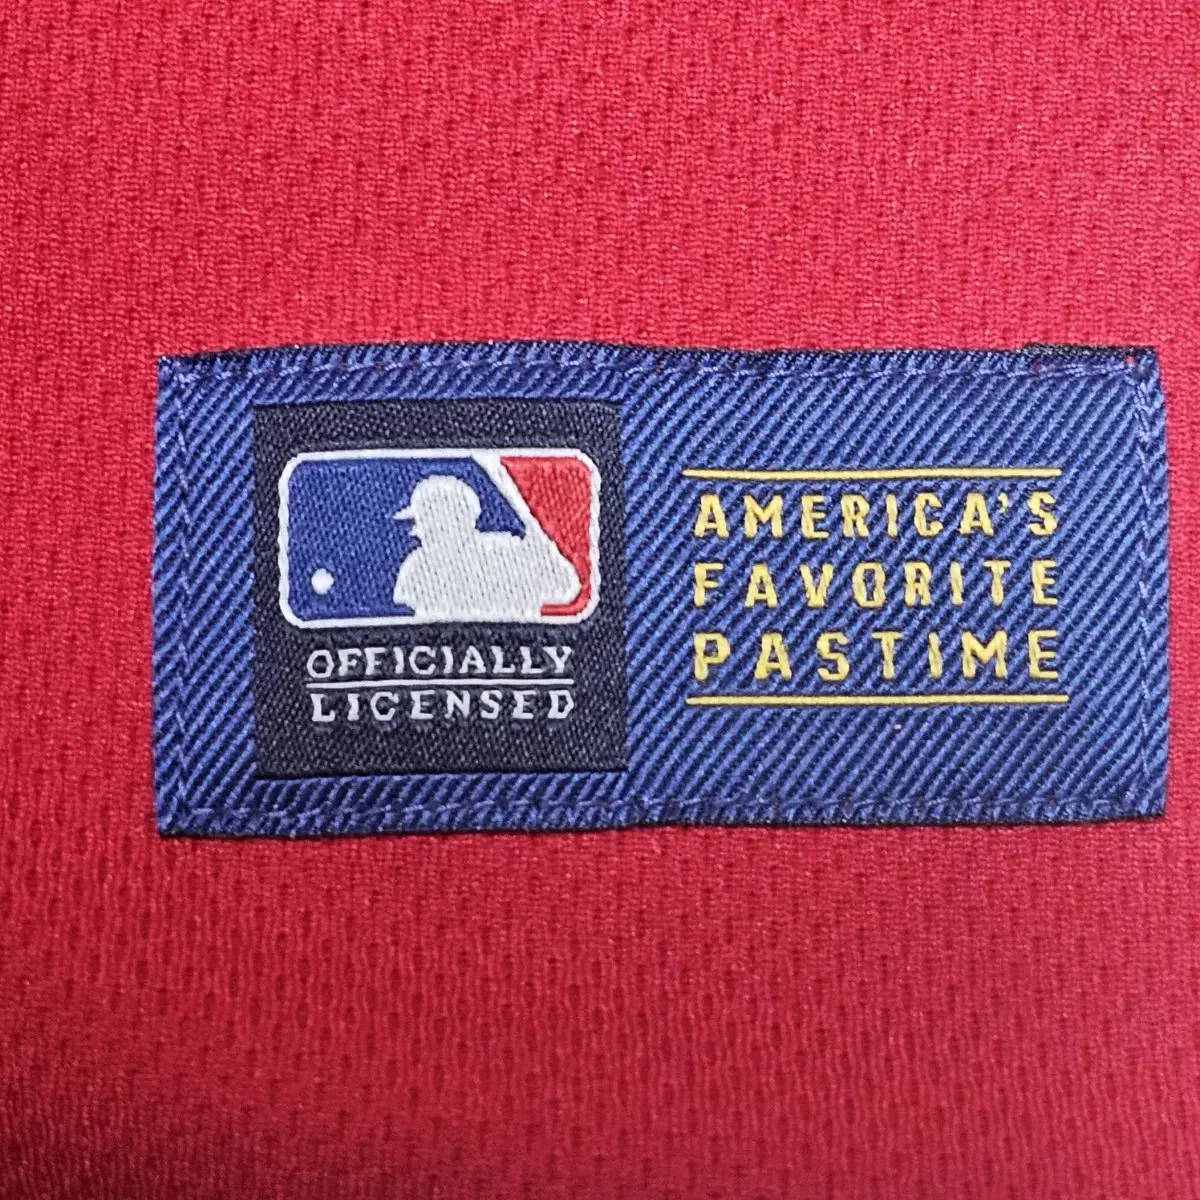 OFFICIALLY
LICENSED
AMERICA'S
FAVORITE
PASTIME